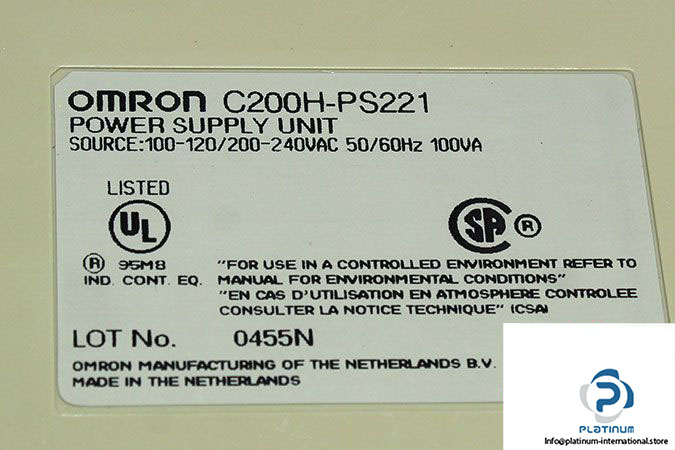 OMRON C200H-PS221
POWER SUPPLY UNIT
SOURCE:100-120/200-240VAC 50/60Hz 100VA
LISTED
UL
SA ®
® 95M8
IND. CONT. EQ.
"FOR USE IN A CONTROLLED ENVIRONMENT REFER TO
MANUAL FOR ENVIRONMENTAL CONDITIONS"
"EN CAS D'UTILISATION EN ATMOSPHERE CONTROLEE
CONSULTER LA NOTICE TECHNIQUE" (CSA)
LOT No. 0455N
OMRON MANUFACTURING OF THE NETHERLANDS B.V.
MADE IN THE NETHERLANDS
PLATINUM
Info@platinum-international.store